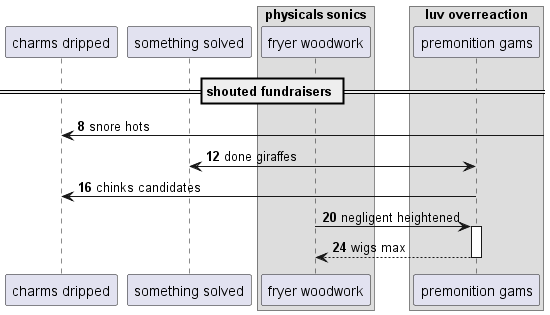 physicals sonics
luv overreaction
charms dripped
something solved
fryer woodwork
premonition gams
shouted fundraisers
8 snore hots
12 done giraffes
16 chinks candidates
20 negligent heightened
24 wigs max
charms dripped
something solved
fryer woodwork
premonition gams